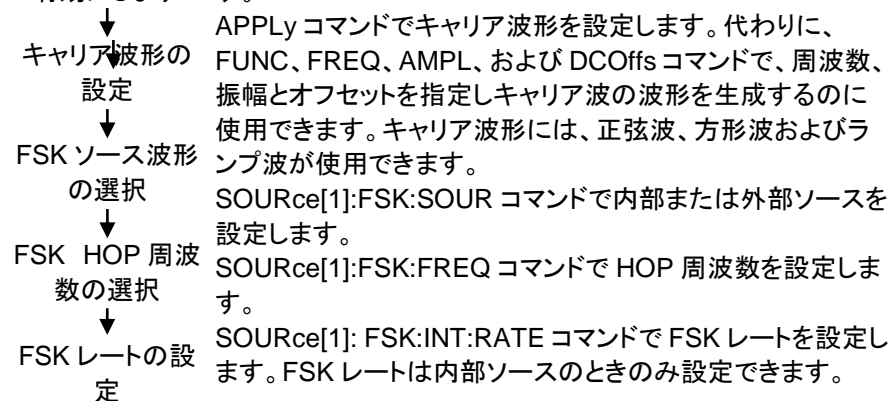 APPLy コマンドでキャリア波形を設定します。代わりに、
FUNC、FREQ、AMPL、および DCOffs コマンドで、周波数、
振幅とオフセットを指定しキャリア波の波形を生成するのに
使用できます。キャリア波形には、正弦波、方形波およびラ
ンプ波が使用できます。
キャリア波形の
設定
SOURce[1]:FSK:SOUR コマンドで内部または外部ソースを
設定します。
FSK ソース波形
の選択
SOURce[1]:FSK:FREQ コマンドで HOP 周波数を設定しま
す。
FSK HOP 周波
数の選択
SOURce[1]: FSK:INT:RATE コマンドで FSK レートを設定し
ます。FSK レートは内部ソースのときのみ設定できます。
FSK レートの設
定